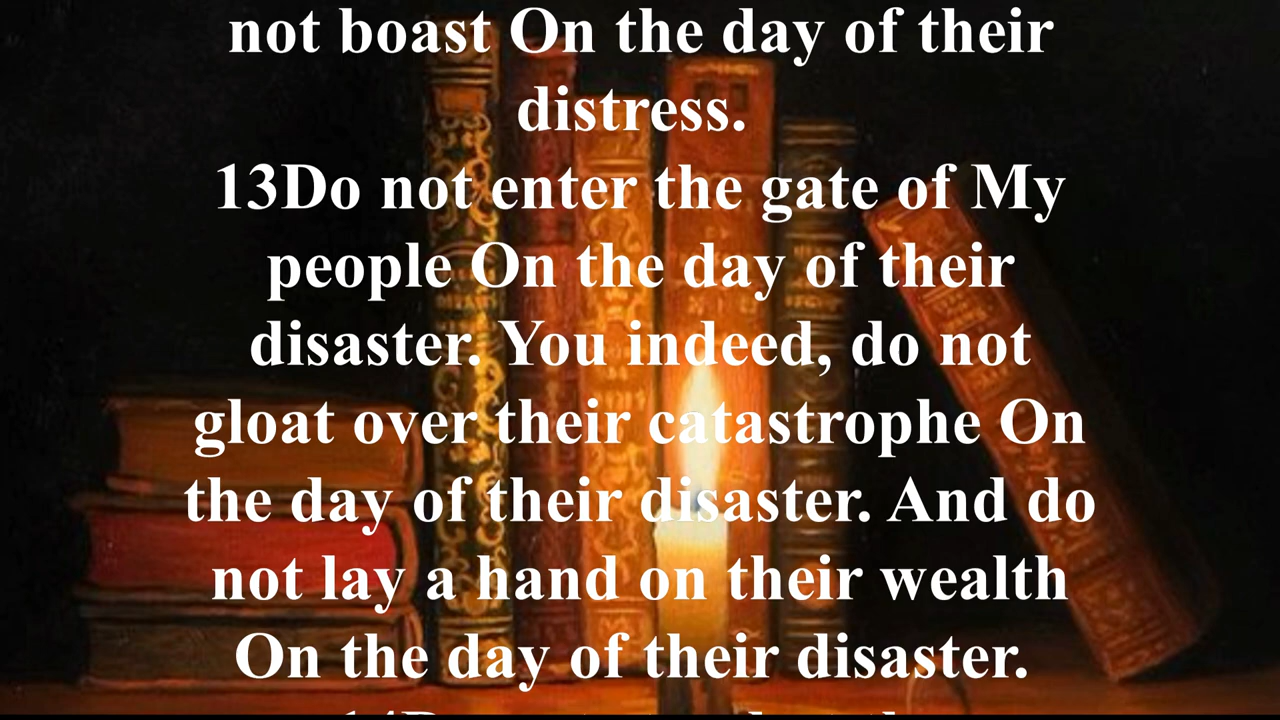 not boast On the day of their
distress.
13Do not enter the gate of My
people On the day of their
disaster. You indeed, do not
gloat over their catastrophe On
the day of their disaster. And do
not lay a hand on their wealth
On the day of their disaster.